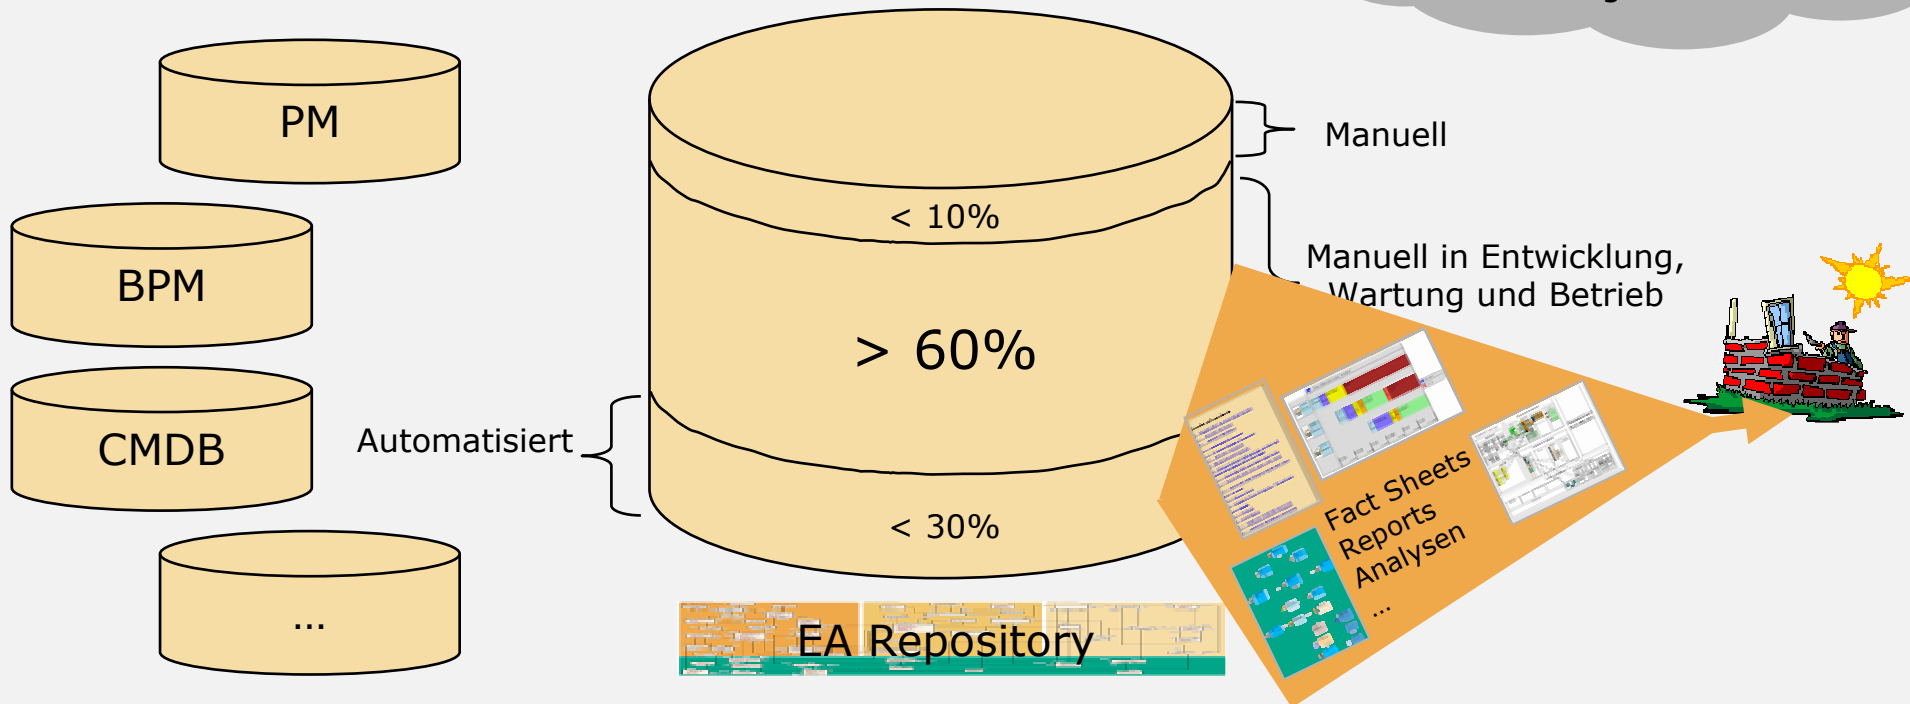 PM
BPM
CMDB
...
Automatisiert
< 10%
> 60%
< 30%
EA Repository
Manuell
Manuell in Entwicklung,
Wartung und Betrieb
Fact Sheets
Reports
Analysen
...